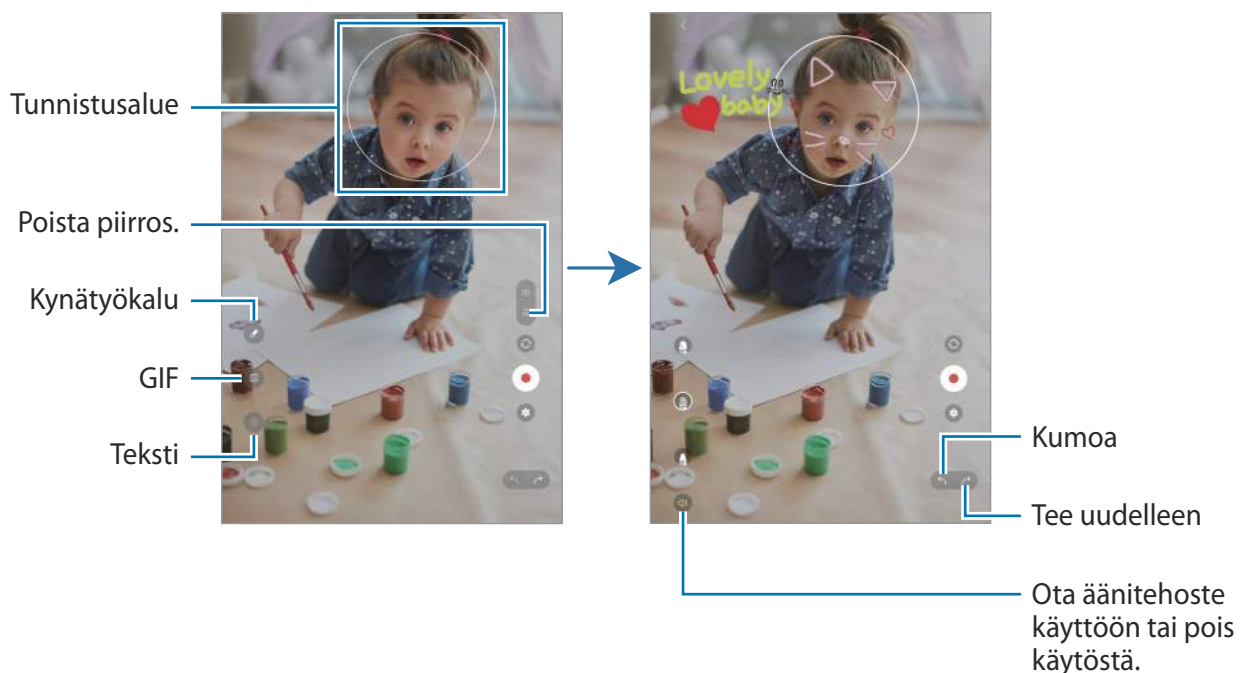 Tunnistusalue
Poista piirros.
Kynätyökalu
GIF
Teksti
Lovely
baby
Kumoa
Tee uudelleen
Ota äänitehoste
käyttöön tai pois
käytöstä.